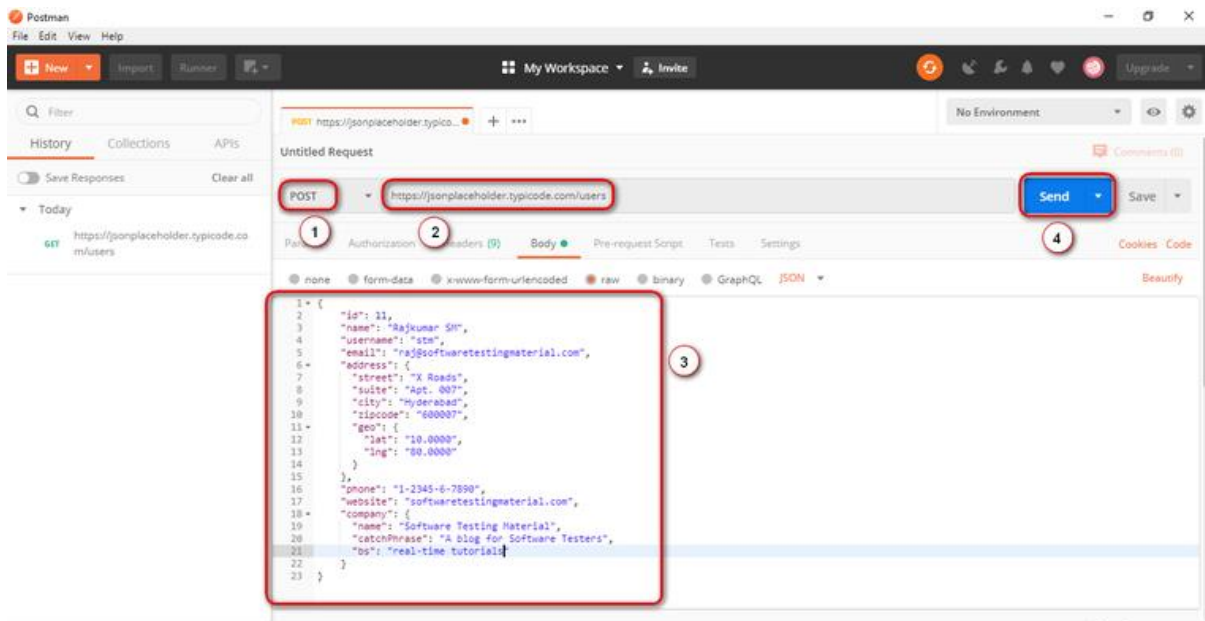 Postman
File Edit View Help
New Import Runner My Workspace Invite Upgrade
Filter
History Collections APIs
Save Responses Clear all
Today
GET https://jsonplaceholder.typicode.co
m/users
POST https://jsonplaceholder.typico... + •••
No Environment
Untitled Request
Comments (0)
POST https://jsonplaceholder.typicode.com/users Send Save
1 2 4
Authorization Headers (9) Body Pre-request Script Tests Settings Cookies Code
none form-data x-www-form-urlencoded raw binary GraphQL JSON Beautify
1 {
2 "id": 11,
3 "name": "Rajkumar SM",
4 "username": "stm",
5 "email": "raj@softwaretestingmaterial.com",
6 "address": {
7 "street": "X Roads",
8 "suite": "Apt. 007",
9 "city": "Hyderabad",
10 "zipcode": "600007",
11 "geo": {
12 "lat": "10.0000",
13 "lng": "80.0000"
14 }
15 },
16 "phone": "1-2345-6-7890",
17 "website": "softwaretestingmaterial.com",
18 "company": {
19 "name": "Software Testing Material",
20 "catchPhrase": "A blog for Software Testers",
21 "bs": "real-time tutorials"
22 }
23 }
3